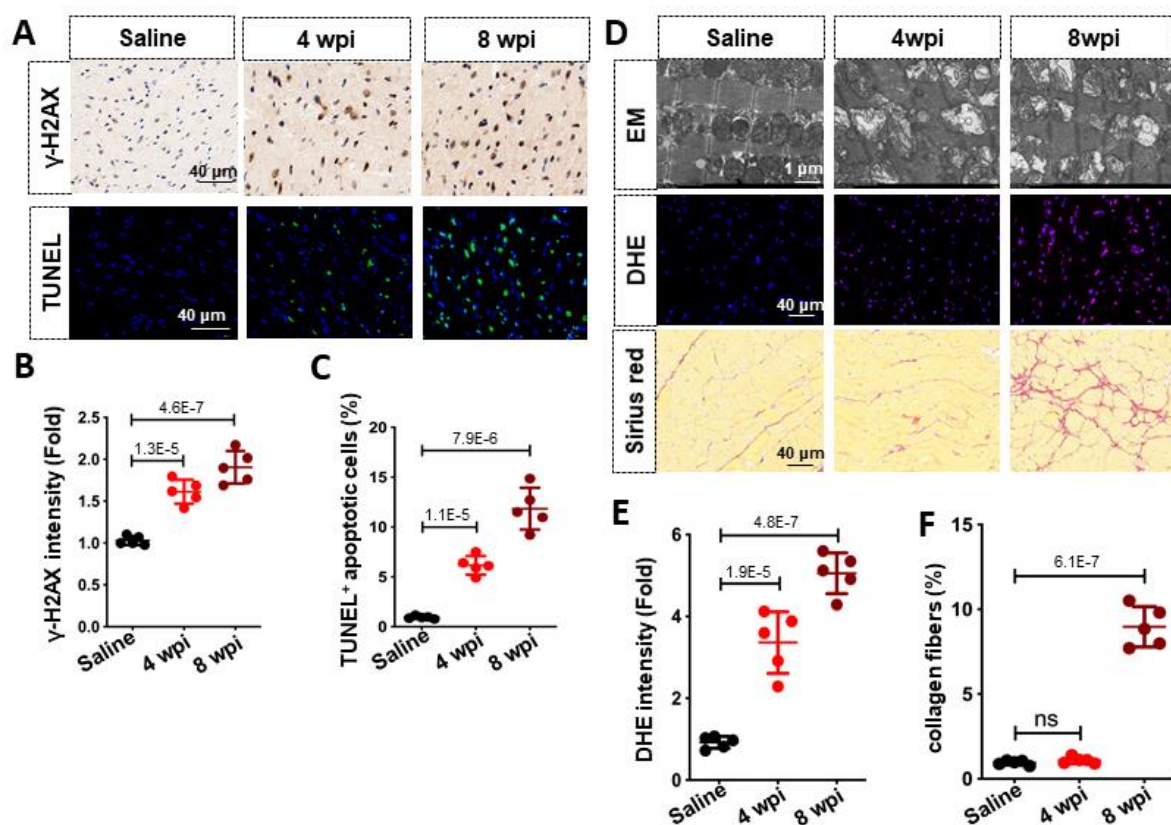 A
Saline
4 wpi
8 wpi
γ-H2AX
40 µm
TUNEL
40 µm
40 µm
B
γ-H2AX intensity (Fold)
2.5
2.0
1.5
1.0
0.5
0.0
4.6E-7
1.3E-5
Saline
4 wpi
8 wpi
C
TUNEL⁺ apoptotic cells (%)
20
15
10
5
0
7.9E-6
1.1E-5
Saline
4 wpi
8 wpi
D
Saline
4wpi
8wpi
EM
1 µm
DHE
40 µm
Sirius red
40 µm
E
DHE intensity (Fold)
6
4
2
0
4.8E-7
1.9E-5
Saline
4 wpi
8 wpi
F
collagen fibers (%)
15
10
5
0
6.1E-7
ns
Saline
4 wpi
8 wpi